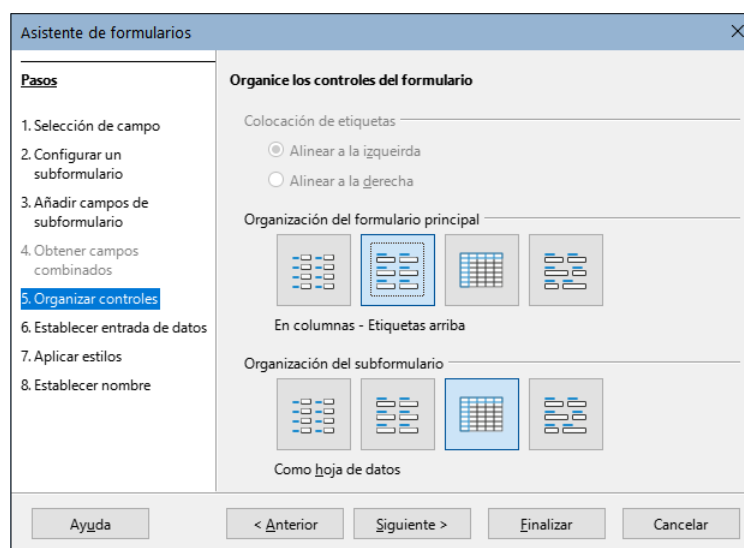 Asistente de formularios
Pasos
1. Selección de campo
2. Configurar un
subformulario
3. Añadir campos de
subformulario
4. Obtener campos
combinados
5. Organizar controles
6. Establecer entrada de datos
7. Aplicar estilos
8. Establecer nombre
Organice los controles del formulario
Colocación de etiquetas
Alinear a la izqueirda
Alinear a la derecha
Organización del formulario principal
En columnas - Etiquetas arriba
Organización del subformulario
Como hoja de datos
Ayuda
< Anterior
Siguiente >
Finalizar
Cancelar